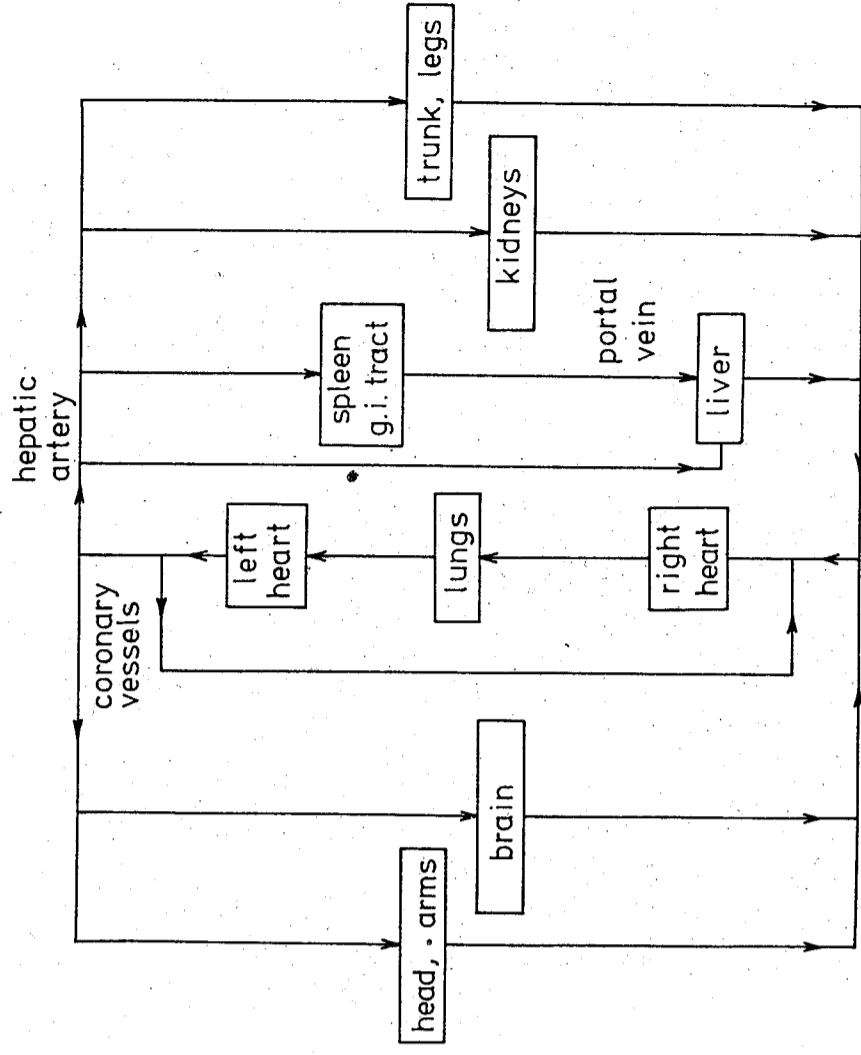 head, arms
brain
coronary
vessels
left
heart
lungs
right
heart
hepatic
artery
spleen
g.i. tract
portal
vein
liver
kidneys
trunk, legs